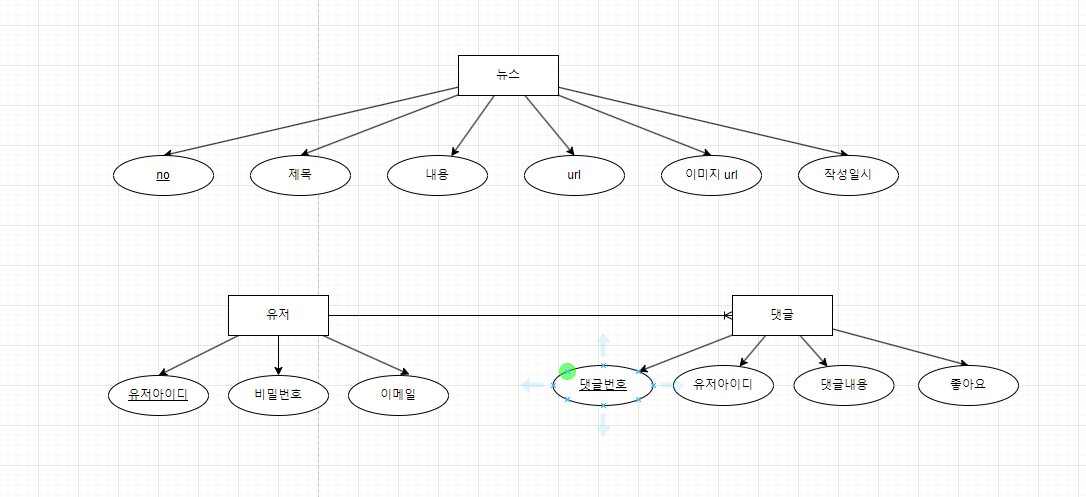 뉴스
no
제목
내용
url
이미지 url
작성일시
유저
댓글
유저아이디
비밀번호
이메일
댓글번호
유저아이디
댓글내용
좋아요